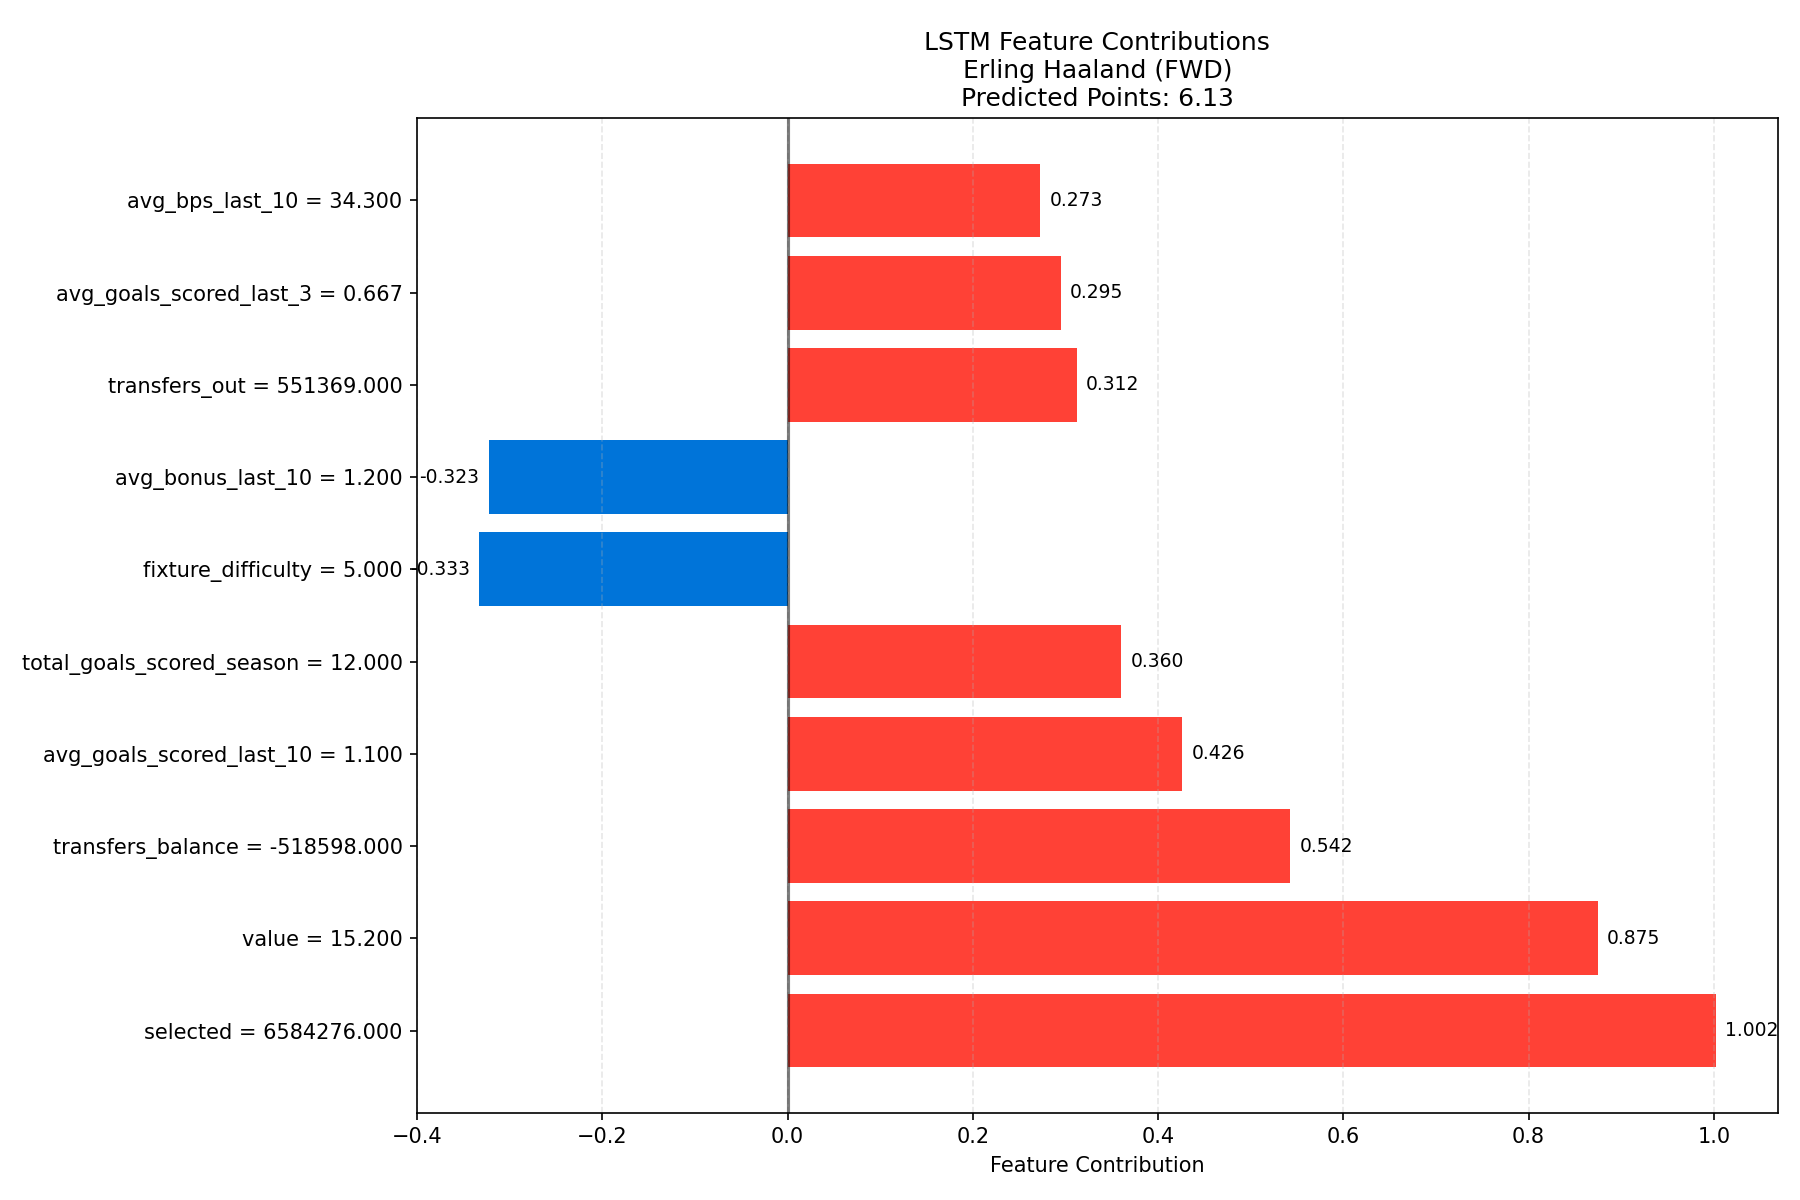 LSTM Feature Contributions
Erling Haaland (FWD)
Predicted Points: 6.13
avg_bps_last_10 = 34.300
0.273
avg_goals_scored_last_3 = 0.667
0.295
transfers_out = 551369.000
0.312
avg_bonus_last_10 = 1.200
-0.323
fixture_difficulty = 5.000
-0.333
total_goals_scored_season = 12.000
0.360
avg_goals_scored_last_10 = 1.100
0.426
transfers_balance = -518598.000
0.542
value = 15.200
0.875
selected = 6584276.000
1.002
−0.4 −0.2 0.0 0.2 0.4 0.6 0.8 1.0
Feature Contribution